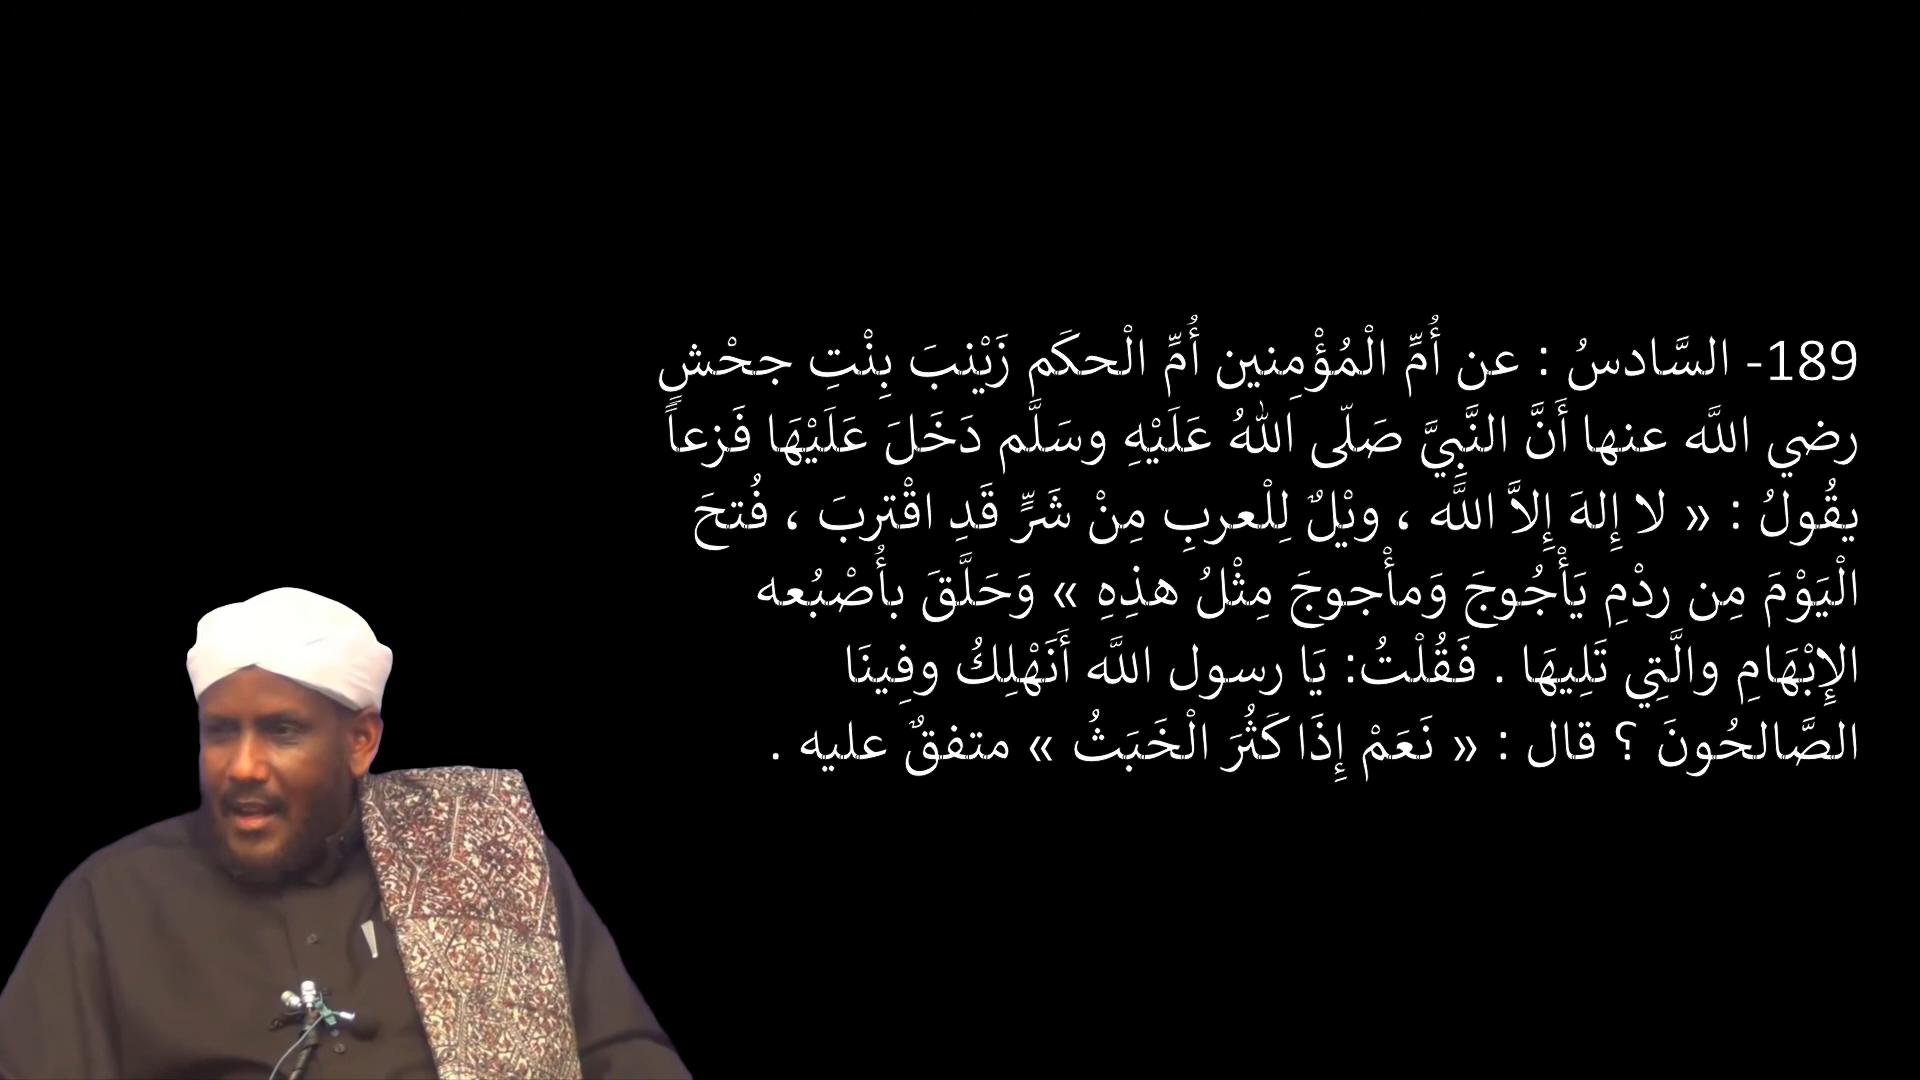 189- السَّادسُ : عن أُمِّ الْمُؤْمِنين أُمِّ الْحكَم زَيْنبَ بِنْتِ جحْشٍ
رضي اللَّه عنها أَنَّ النَّبِيَّ صَلّى اللهُ عَلَيْهِ وسَلَّم دَخَلَ عَلَيْهَا فَزعاً
يقُولُ : « لا إِلهَ إِلاَّ اللَّه ، ويْلٌ لِلْعربِ مِنْ شَرٍّ قَدِ اقْتربَ ، فُتحَ
الْيَوْمَ مِن ردْمِ يَأْجُوجَ وَمأْجوجَ مِثْلُ هذِهِ » وَحَلَّقَ بأُصْبُعه
الإِبْهَامِ والَّتِي تَلِيهَا . فَقُلْتُ: يَا رسول اللَّه أَنَهْلِكُ وفِينَا
الصَّالحُونَ ؟ قال : « نَعَمْ إِذَا كَثُرَ الْخَبَثُ » متفقٌ عليه .